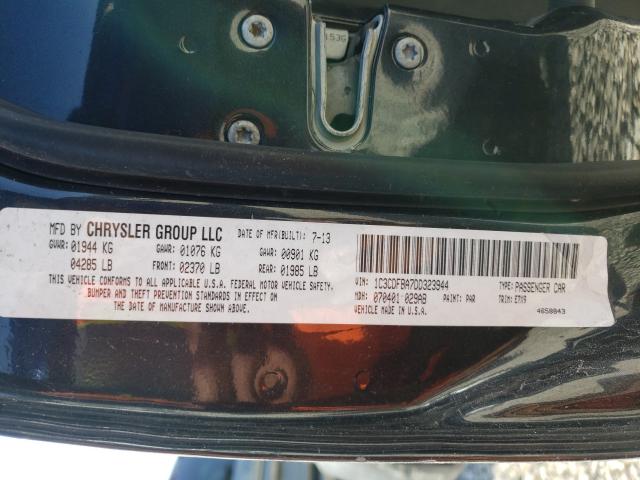 153G
MFD BY CHRYSLER GROUP LLC DATE OF MFR(BUILT): 7-13
GVWR: 01944 KG GAWR: 01076 KG GAWR: 00901 KG
04285 LB FRONT: 02370 LB REAR: 01985 LB
THIS VEHICLE CONFORMS TO ALL APPLICABLE U.S.A. FEDERAL MOTOR VEHICLE SAFETY,
BUMPER AND THEFT PREVENTION STANDARDS IN EFFECT ON
THE DATE OF MANUFACTURE SHOWN ABOVE.
VIN: 1C3CDFBA7DD323944 TYPE: PASSENGER CAR
MDH: 070401 029AB PAINT: PAR TRIM: E7X9
VEHICLE MADE IN U.S.A. 4658843